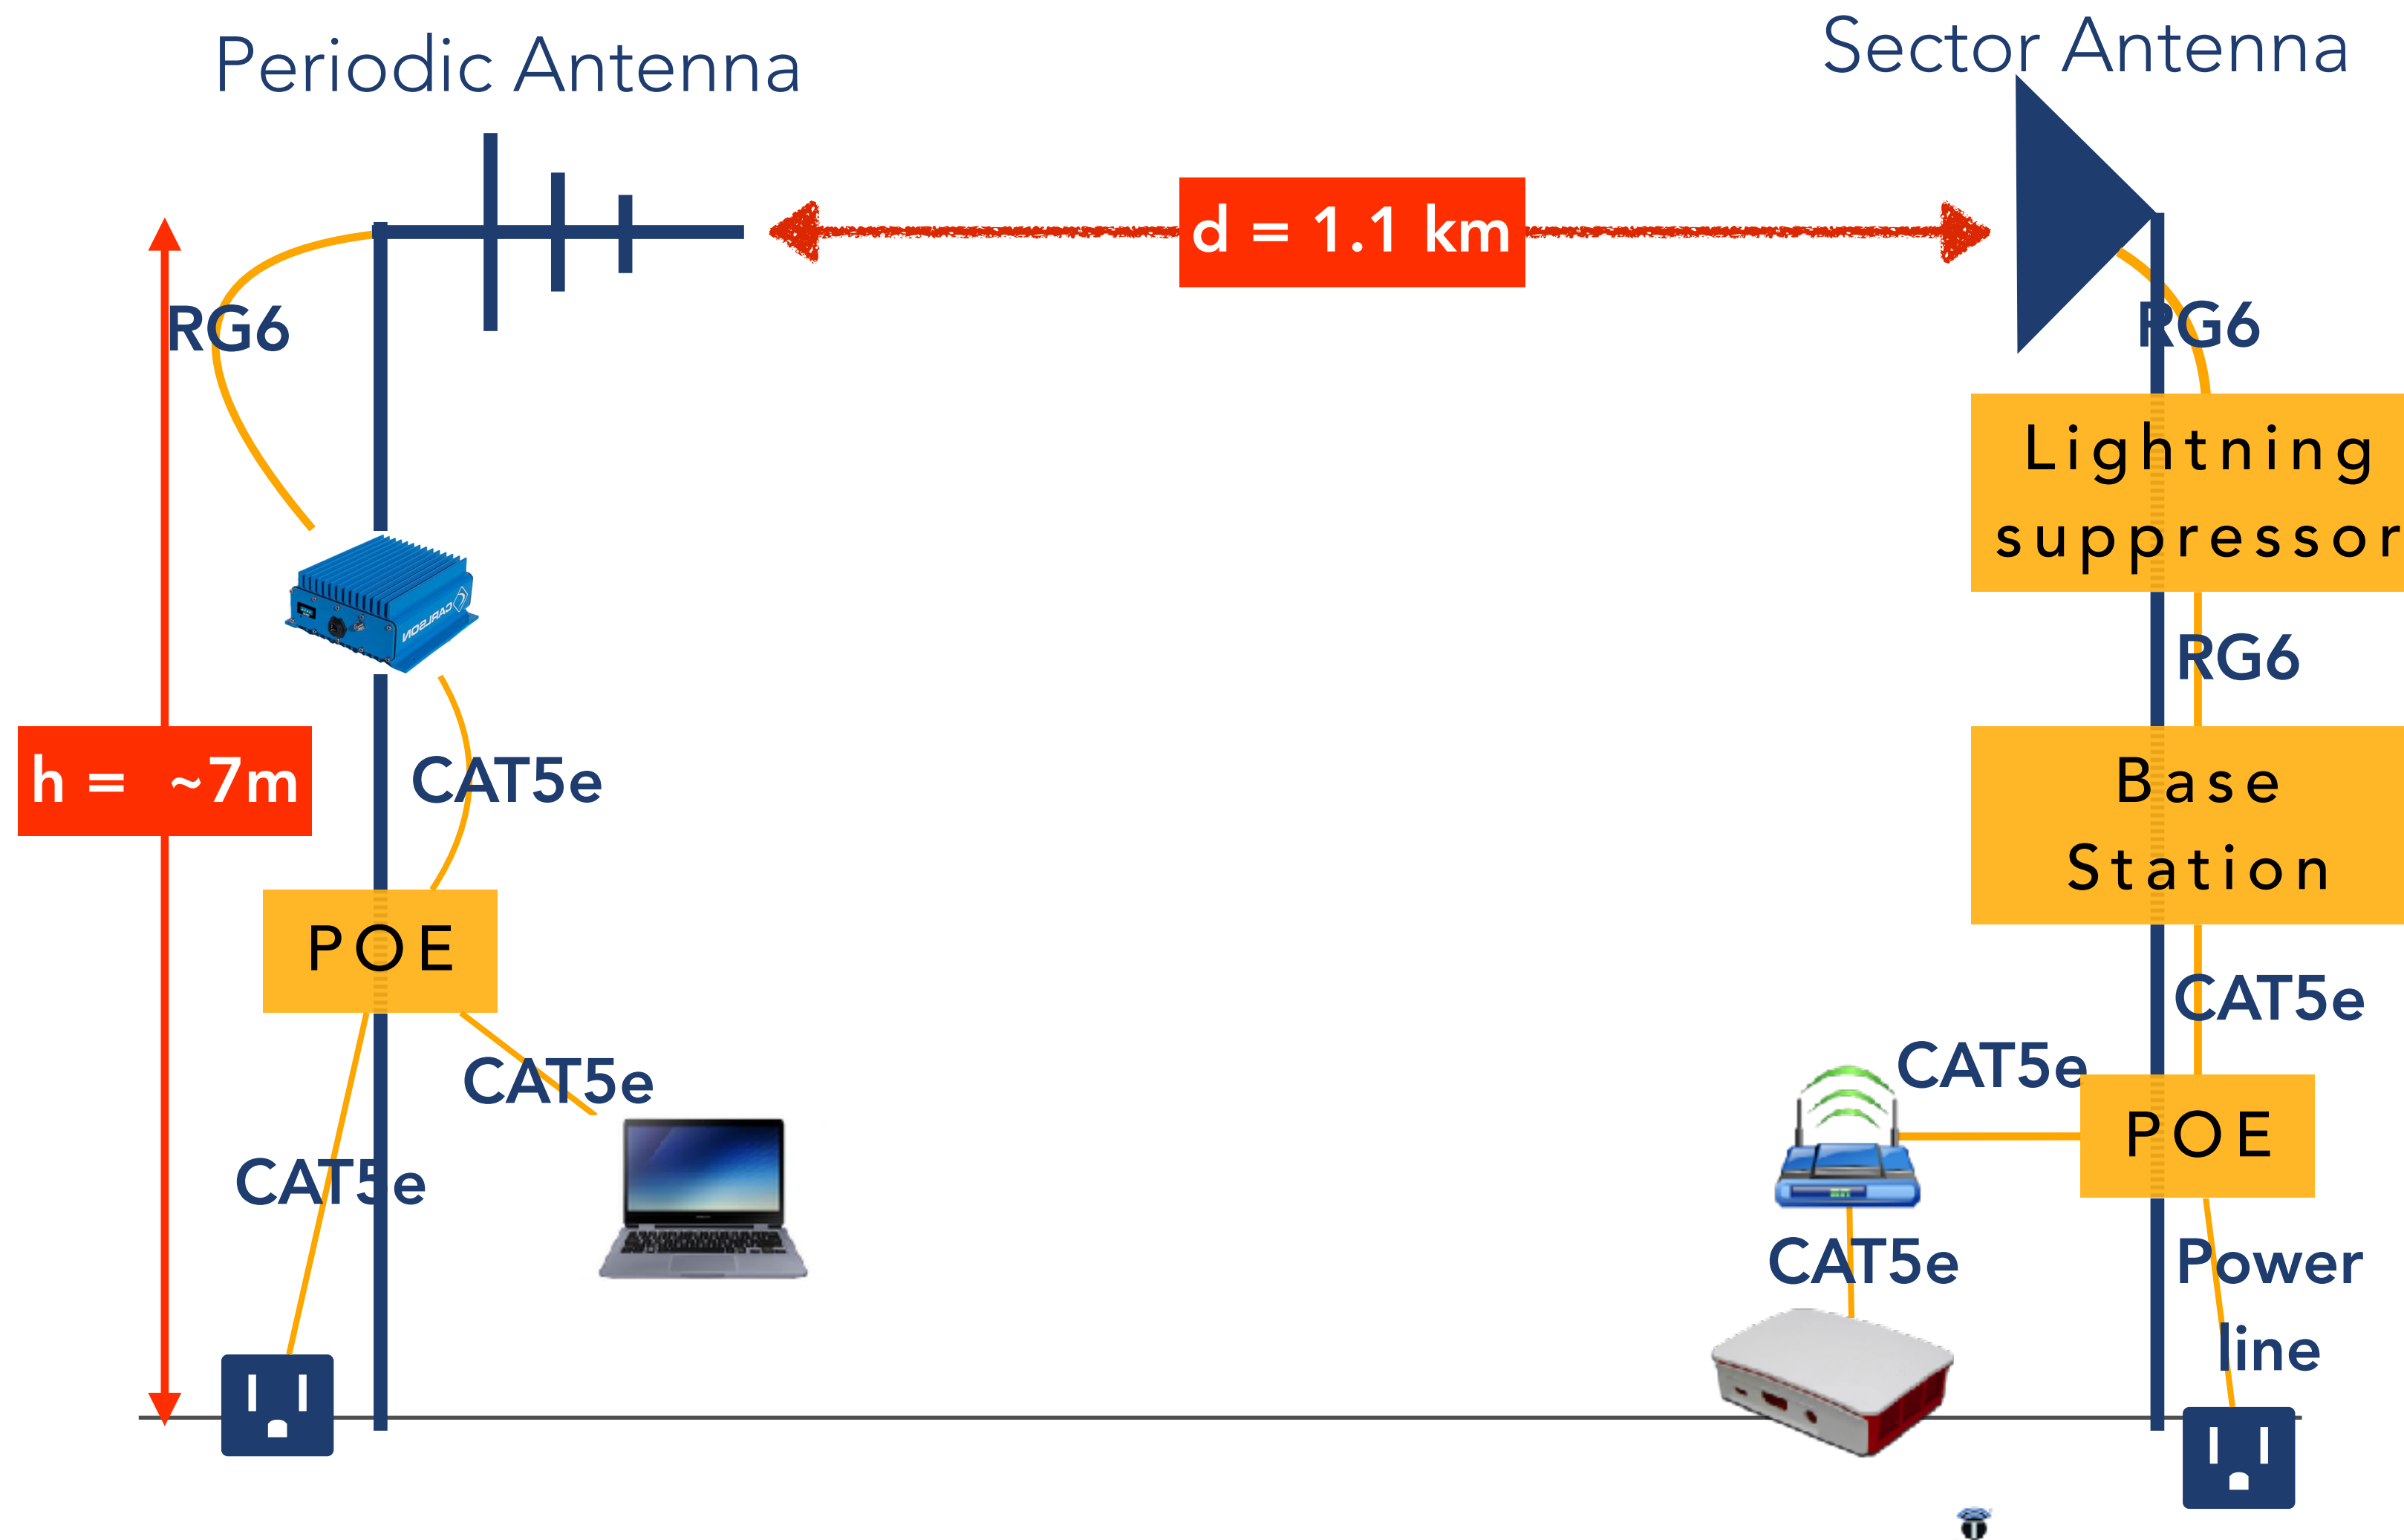 Periodic Antenna
Sector Antenna
d = 1.1 km
RG6
RG6
Lightning
suppressor
CARLSON
RG6
h = ~7m
CAT5e
Base
Station
POE
CAT5e
CAT5e
CAT5e
POE
CAT5e
CAT5e
Power
line